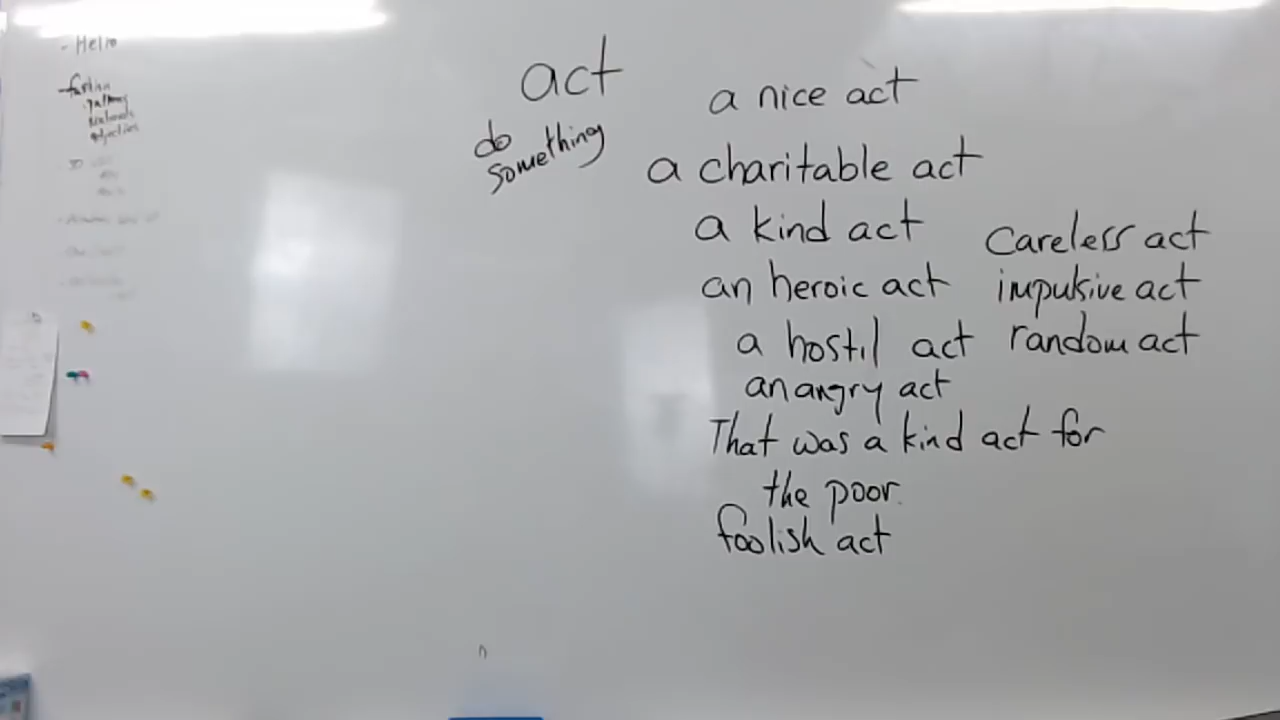 - Hello
act
do
something
a nice act
a charitable act
a kind act
careless act
an heroic act
impulsive act
a hostil act
random act
an angry act
That was a kind act for
the poor.
foolish act